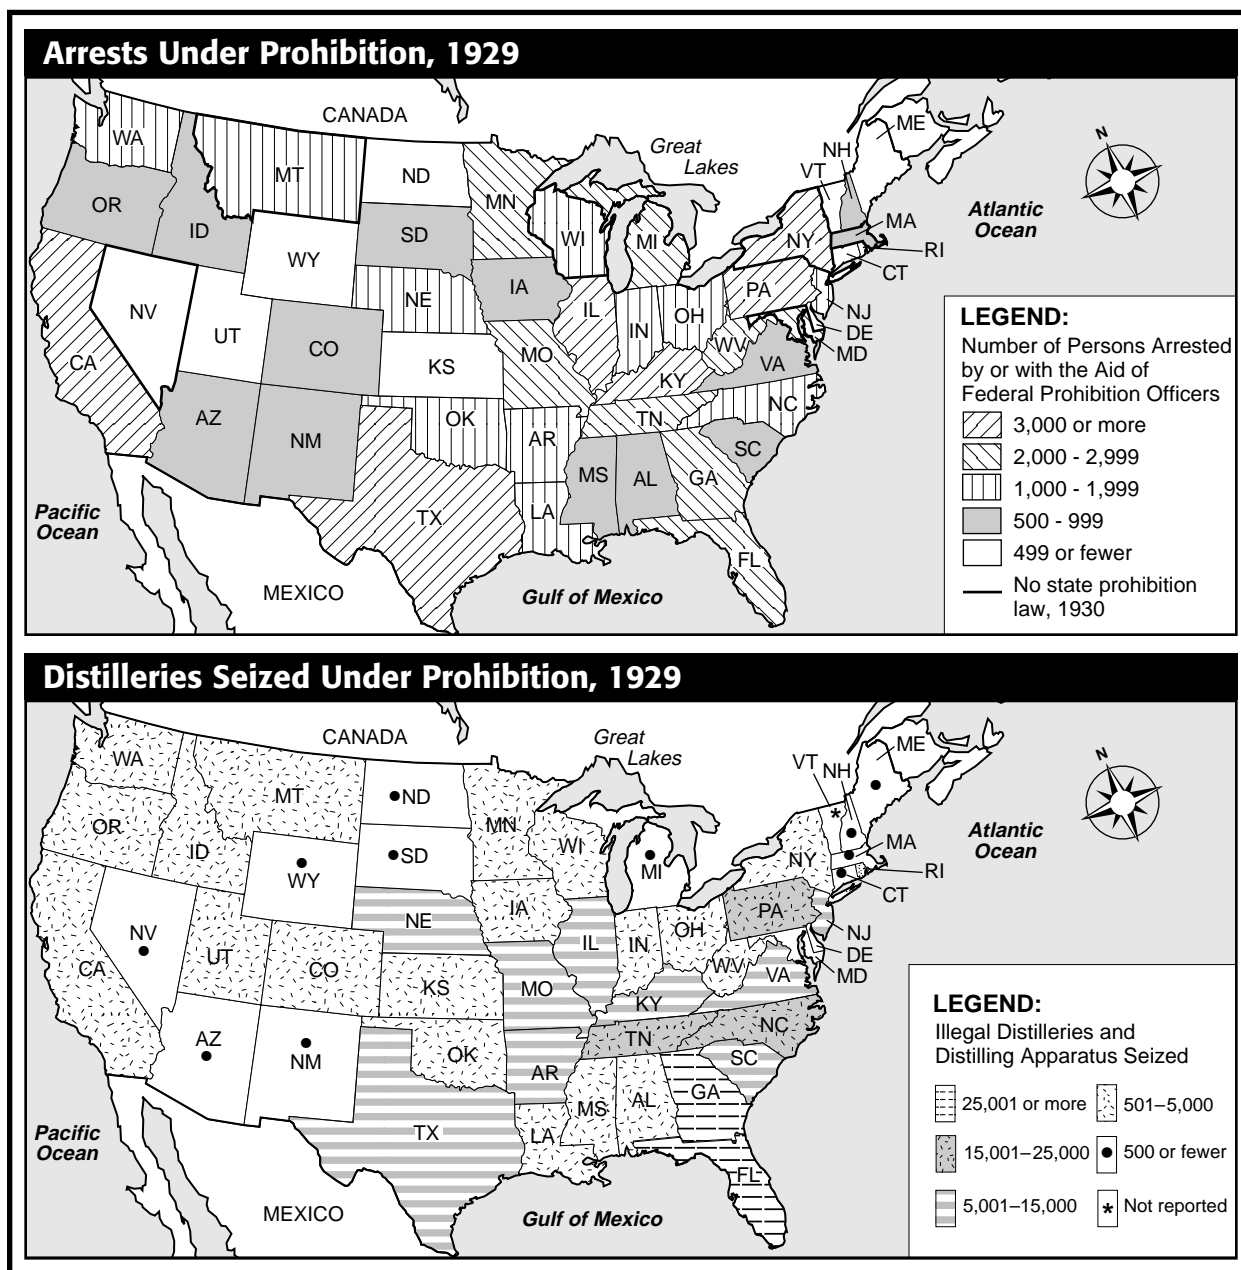 Arrests Under Prohibition, 1929
CANADA
Great
Lakes
ME
NH
VT
N
WA
MT
ND
MN
OR
ID
SD
WI
MI
NY
MA
RI
CT
Atlantic
Ocean
WY
NE
IA
PA
NJ
DE
MD
NV
UT
CO
KS
MO
IL
IN
OH
WV
VA
KY
CA
AZ
NM
OK
AR
TN
NC
SC
MS
AL
GA
TX
LA
FL
Pacific
Ocean
MEXICO
Gulf of Mexico
LEGEND:
Number of Persons Arrested
by or with the Aid of
Federal Prohibition Officers
3,000 or more
2,000 - 2,999
1,000 - 1,999
500 - 999
499 or fewer
No state prohibition
law, 1930
Distilleries Seized Under Prohibition, 1929
CANADA
Great
Lakes
ME
VT
NH
N
WA
MT
ND
MN
OR
ID
SD
WI
MI
*
NY
MA
RI
CT
Atlantic
Ocean
WY
NE
IA
PA
NJ
DE
MD
NV
UT
CO
KS
MO
IL
IN
OH
WV
VA
KY
CA
AZ
NM
OK
AR
TN
NC
SC
MS
AL
GA
TX
LA
FL
Pacific
Ocean
MEXICO
Gulf of Mexico
LEGEND:
Illegal Distilleries and
Distilling Apparatus Seized
25,001 or more
501–5,000
15,001–25,000
500 or fewer
5,001–15,000
* Not reported